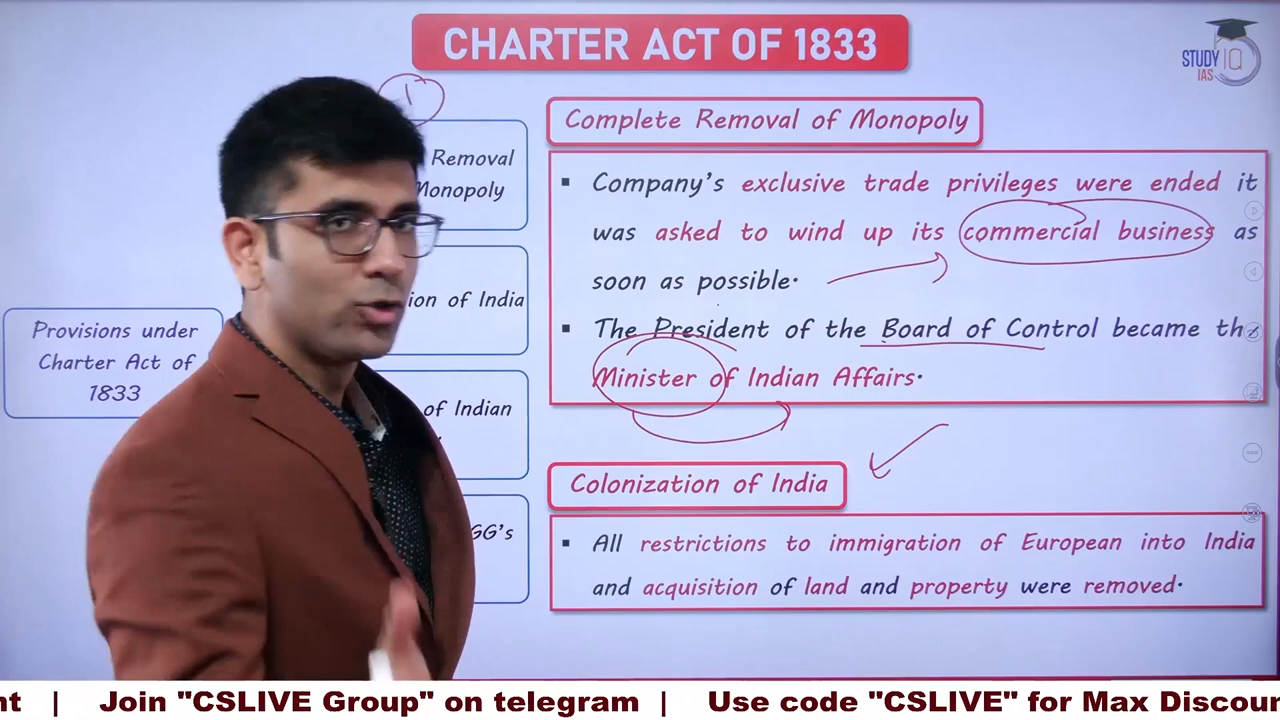 CHARTER ACT OF 1833
STUDY IQ
IAS
1
Removal
Monopoly
ion of India
of Indian
GG's
Provisions under
Charter Act of
1833
Complete Removal of Monopoly
▪ Company's exclusive trade privileges were ended it
was asked to wind up its commercial business as
soon as possible.
▪ The President of the Board of Control became th
Minister of Indian Affairs.
Colonization of India
▪ All restrictions to immigration of European into India
and acquisition of land and property were removed.
nt | Join "CSLIVE Group" on telegram | Use code "CSLIVE" for Max Discoun